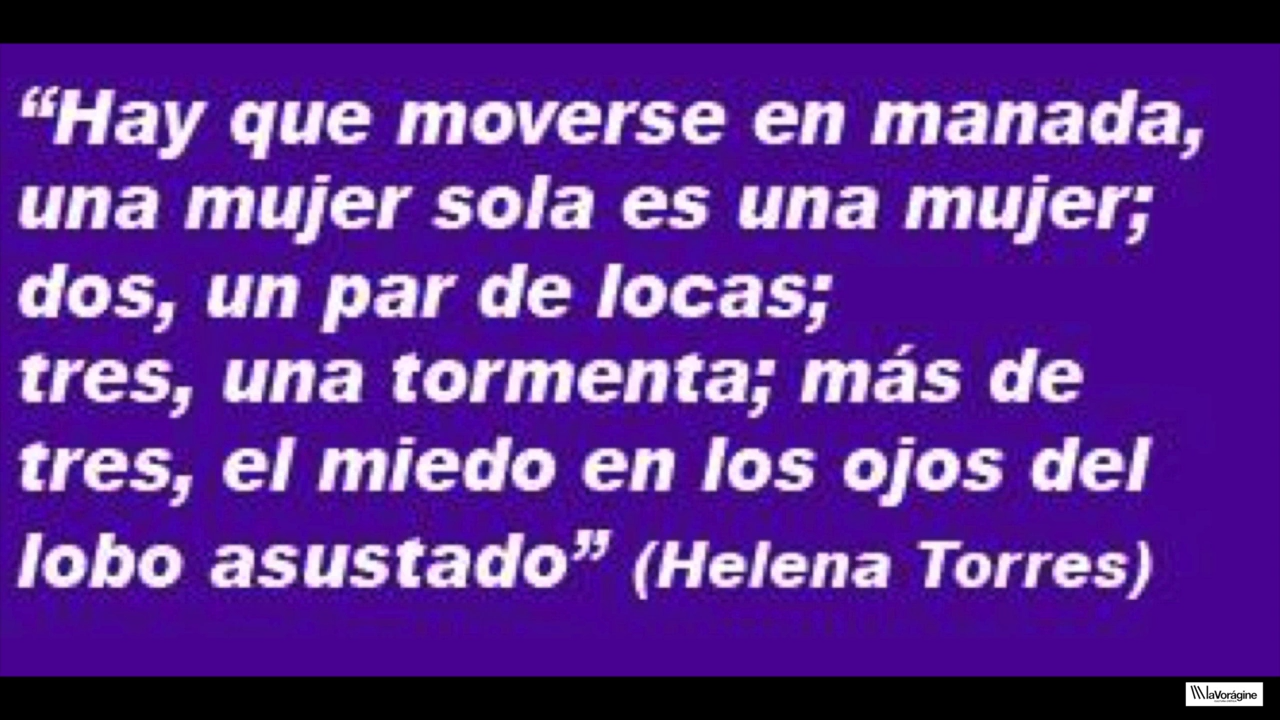 “Hay que moverse en manada,
una mujer sola es una mujer;
dos, un par de locas;
tres, una tormenta; más de
tres, el miedo en los ojos del
lobo asustado” (Helena Torres)
laVorágine